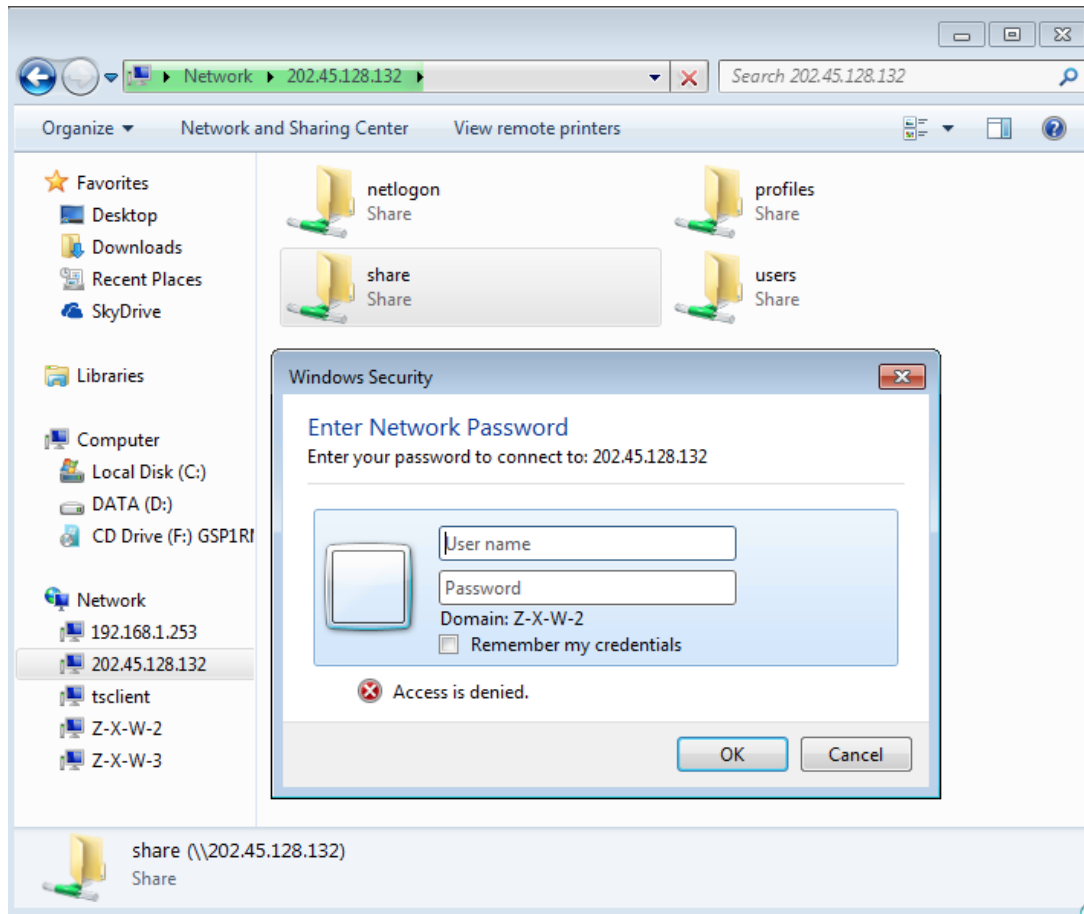 Network 202.45.128.132
Search 202.45.128.132
Organize Network and Sharing Center View remote printers
Favorites
Desktop
Downloads
Recent Places
SkyDrive
Libraries
Computer
Local Disk (C:)
DATA (D:)
CD Drive (F:) GSP1R
Network
192.168.1.253
202.45.128.132
tsclient
Z-X-W-2
Z-X-W-3
netlogon
Share
profiles
Share
share
Share
users
Share
Windows Security
Enter Network Password
Enter your password to connect to: 202.45.128.132
User name
Password
Domain: Z-X-W-2
Remember my credentials
Access is denied.
OK Cancel
share (\\202.45.128.132)
Share